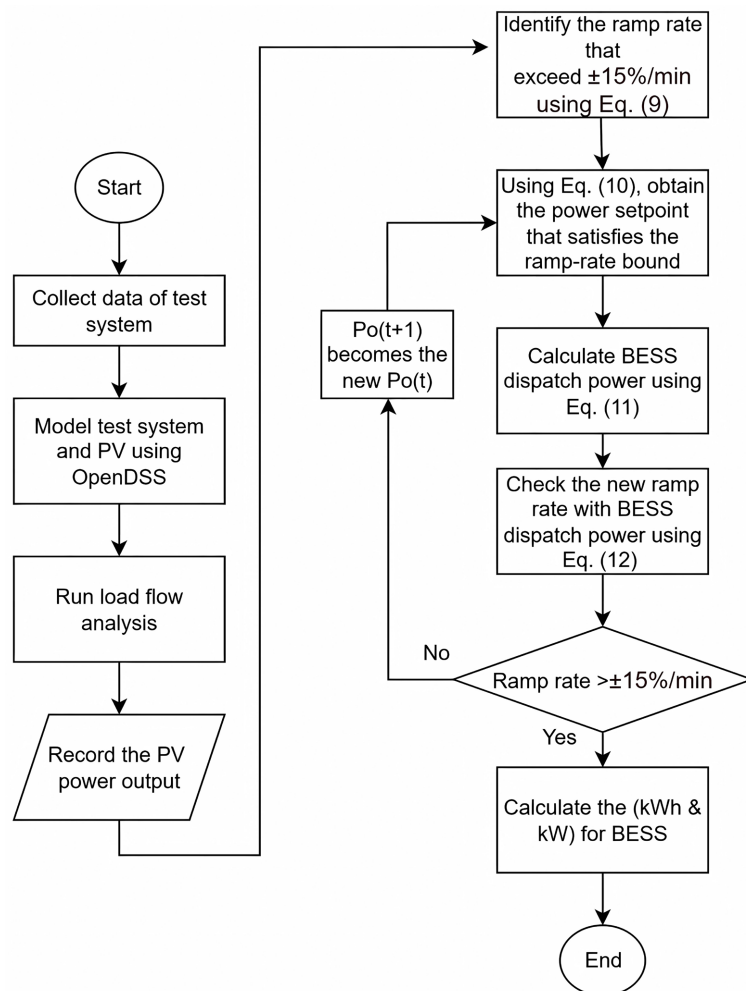 Start
Collect data of test
system
Model test system
and PV using
OpenDSS
Run load flow
analysis
Record the PV
power output
Identify the ramp rate
that
exceed ±15%/min
using Eq. (9)
Using Eq. (10), obtain
the power setpoint
that satisfies the
ramp-rate bound
Po(t+1)
becomes the
new Po(t)
Calculate BESS
dispatch power using
Eq. (11)
Check the new ramp
rate with BESS
dispatch power using
Eq. (12)
No
Ramp rate >±15%/min
Yes
Calculate the (kWh &
kW) for BESS
End